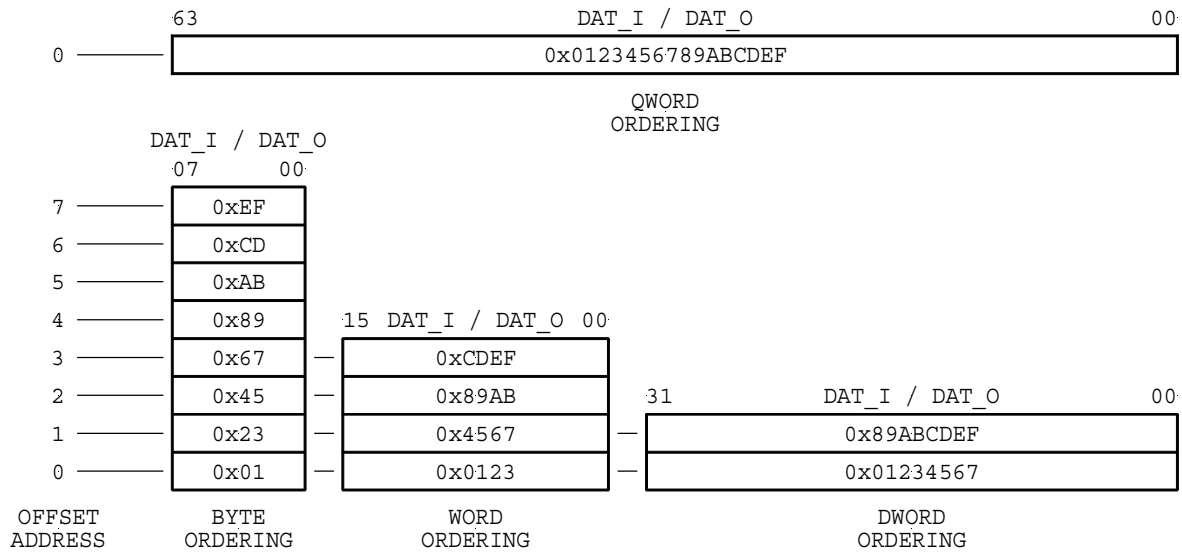 63 DAT_I / DAT_O 00
0 0x0123456789ABCDEF
QWORD
ORDERING
DAT_I / DAT_O
07 00
7 0xEF
6 0xCD
5 0xAB
4 0x89 15 DAT_I / DAT_O 00
3 0x67 0xCDEF
2 0x45 0x89AB 31 DAT_I / DAT_O 00
1 0x23 0x4567 0x89ABCDEF
0 0x01 0x0123 0x01234567
OFFSET BYTE WORD DWORD
ADDRESS ORDERING ORDERING ORDERING